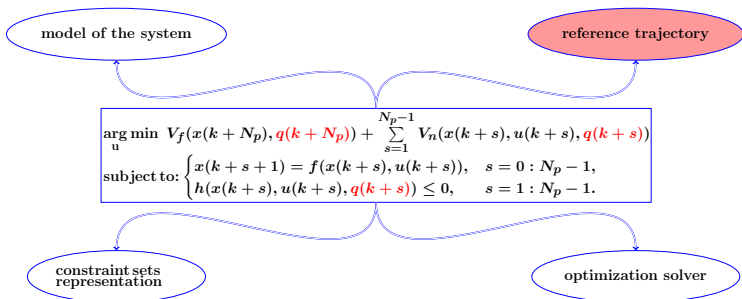 model of the system
reference trajectory
arg min V_f(x(k + N_p), q(k + N_p)) + ∑_{s=1}^{N_p−1} V_n(x(k + s), u(k + s), q(k + s))
u
subject to: { x(k + s + 1) = f(x(k + s), u(k + s)), s = 0 : N_p − 1,
h(x(k + s), u(k + s), q(k + s)) ≤ 0, s = 1 : N_p − 1.
constraint sets
representation
optimization solver